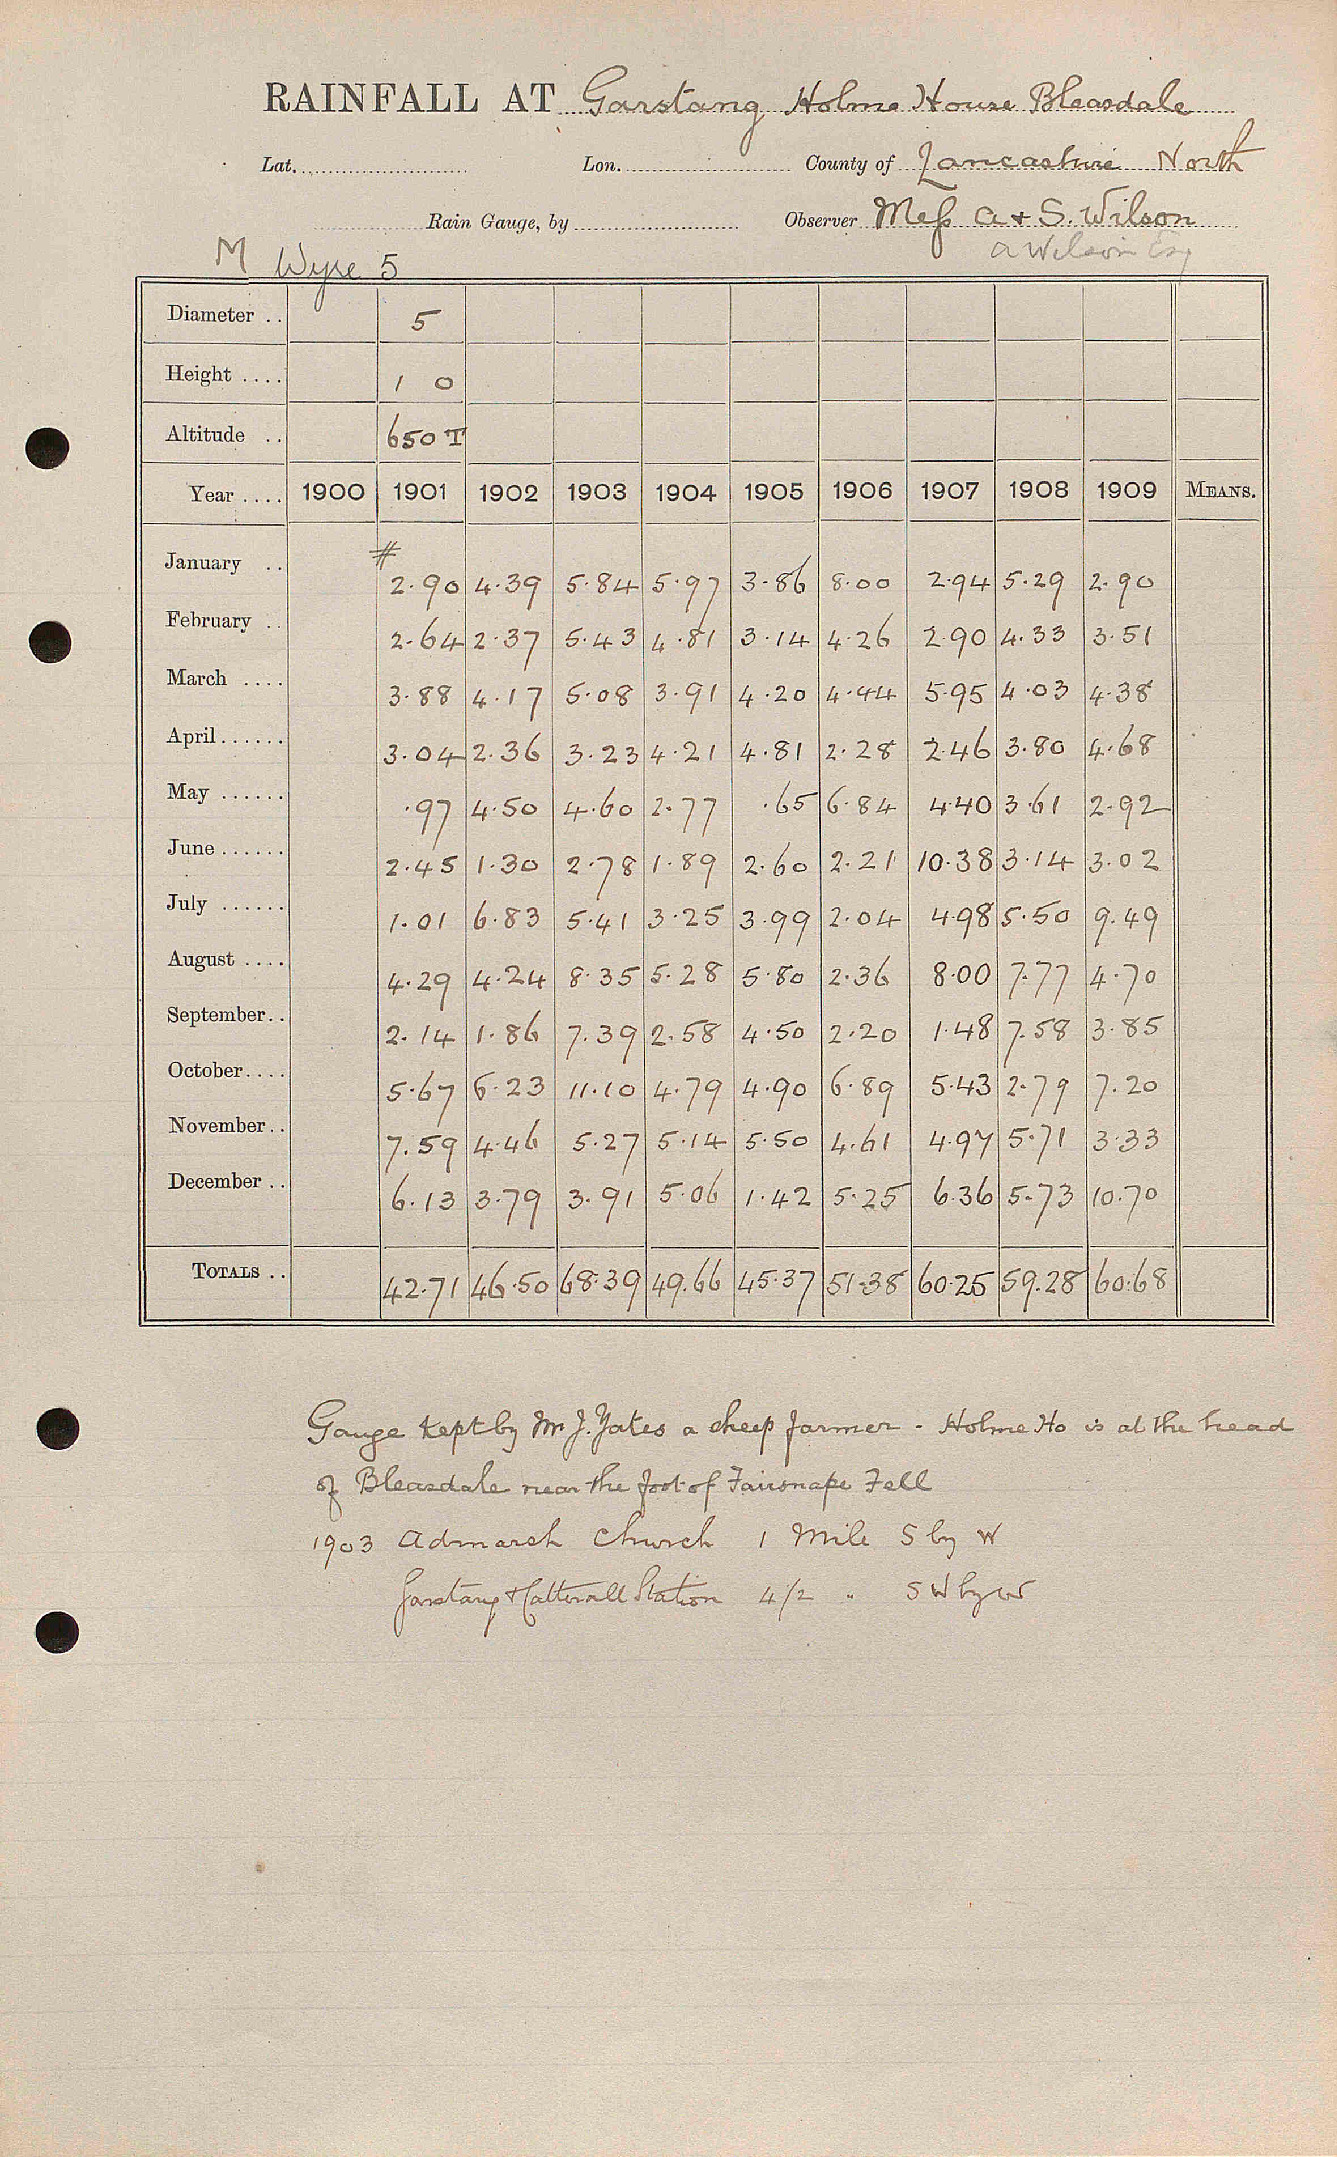 RAINFALL AT Garstang Holme House Bleasdale
Lat. Lon. County of Lancashire North
Rain Gauge, by Observer Mess A & S. Wilson
M Wyre 5 A Wilson Esq
Diameter .. 5
Height .... 1 0
Altitude .. 650 T
Year .... 1900 1901 1902 1903 1904 1905 1906 1907 1908 1909 MEANS.
January .. # 2.90 4.39 5.84 5.97 3.86 8.00 2.94 5.29 2.90
February .. 2.64 2.37 5.43 4.81 3.14 4.26 2.90 4.33 3.51
March .... 3.88 4.17 5.08 3.91 4.20 4.44 5.95 4.03 4.38
April...... 3.04 2.36 3.23 4.21 4.81 2.28 2.46 3.80 4.68
May ...... .97 4.50 4.60 2.77 .65 6.84 4.40 3.61 2.92
June...... 2.45 1.30 2.78 1.89 2.60 2.21 10.38 3.14 3.02
July ...... 1.01 6.83 5.41 3.25 3.99 2.04 4.98 5.50 9.49
August .... 4.29 4.24 8.35 5.28 5.80 2.36 8.00 7.77 4.70
September.. 2.14 1.86 7.39 2.58 4.50 2.20 1.48 7.58 3.85
October.... 5.67 6.23 11.10 4.79 4.90 6.89 5.43 2.79 7.20
November.. 7.59 4.46 5.27 5.14 5.50 4.61 4.97 5.71 3.33
December .. 6.13 3.79 3.91 5.06 1.42 5.25 6.36 5.73 10.70
TOTALS .. 42.71 46.50 68.39 49.66 45.37 51.38 60.25 59.28 60.68
Gauge kept by Mr J. Yates a sheep farmer - Holme Ho is at the head
of Bleasdale near the foot of Fairsnape Fell
1903 Admarsh Church 1 Mile S by W
Garstang & Catterall Station 4/2 " SW by W